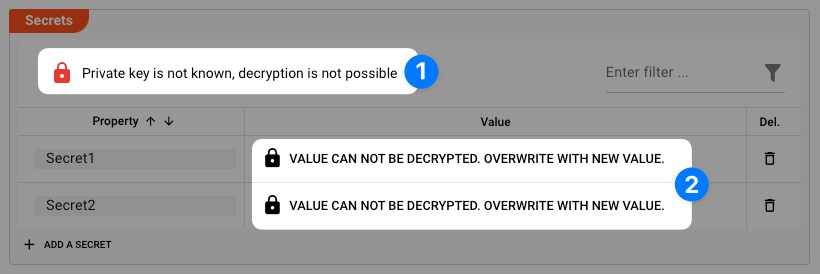 Secrets
Private key is not known, decryption is not possible 1
Enter filter ...
Property Value Del.
Secret1 VALUE CAN NOT BE DECRYPTED. OVERWRITE WITH NEW VALUE.
2
Secret2 VALUE CAN NOT BE DECRYPTED. OVERWRITE WITH NEW VALUE.
ADD A SECRET